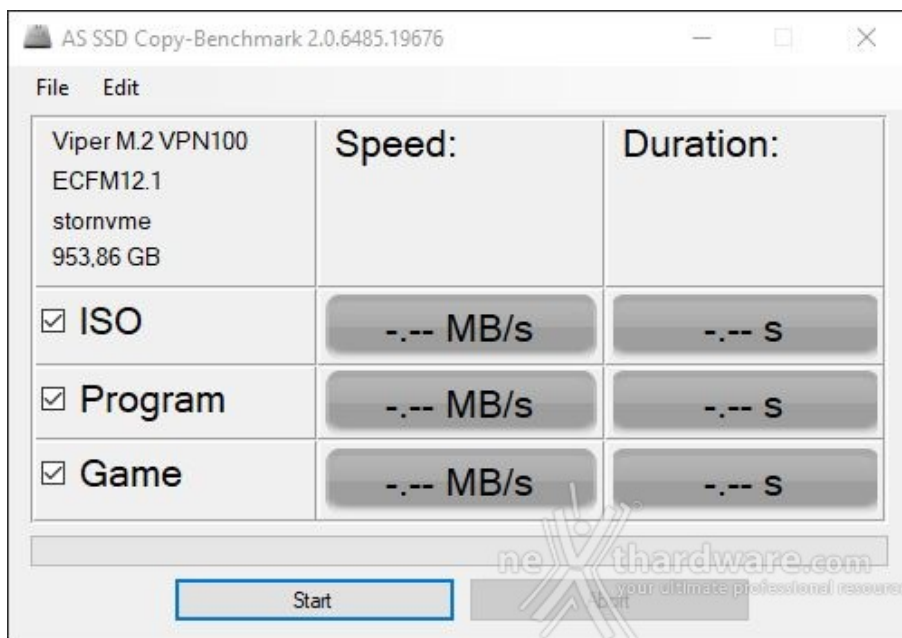 AS SSD Copy-Benchmark 2.0.6485.19676
File Edit
Viper M.2 VPN100
ECFM12.1
stornvme
953,86 GB
Speed:
Duration:
ISO
-.-- MB/s
-.-- s
Program
-.-- MB/s
-.-- s
Game
-.-- MB/s
-.-- s
nexthardware.com
your ultimate professional resource
Start
Abort